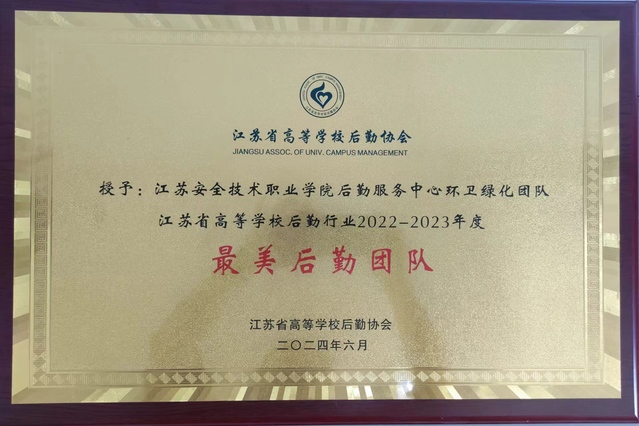 江苏省高等学校后勤协会
JIANGSU ASSOC. OF UNIV. CAMPUS MANAGEMENT
授予：江苏安全技术职业学院后勤服务中心环卫绿化团队
江苏省高等学校后勤行业2022-2023年度
最美后勤团队
江苏省高等学校后勤协会
二〇二四年六月